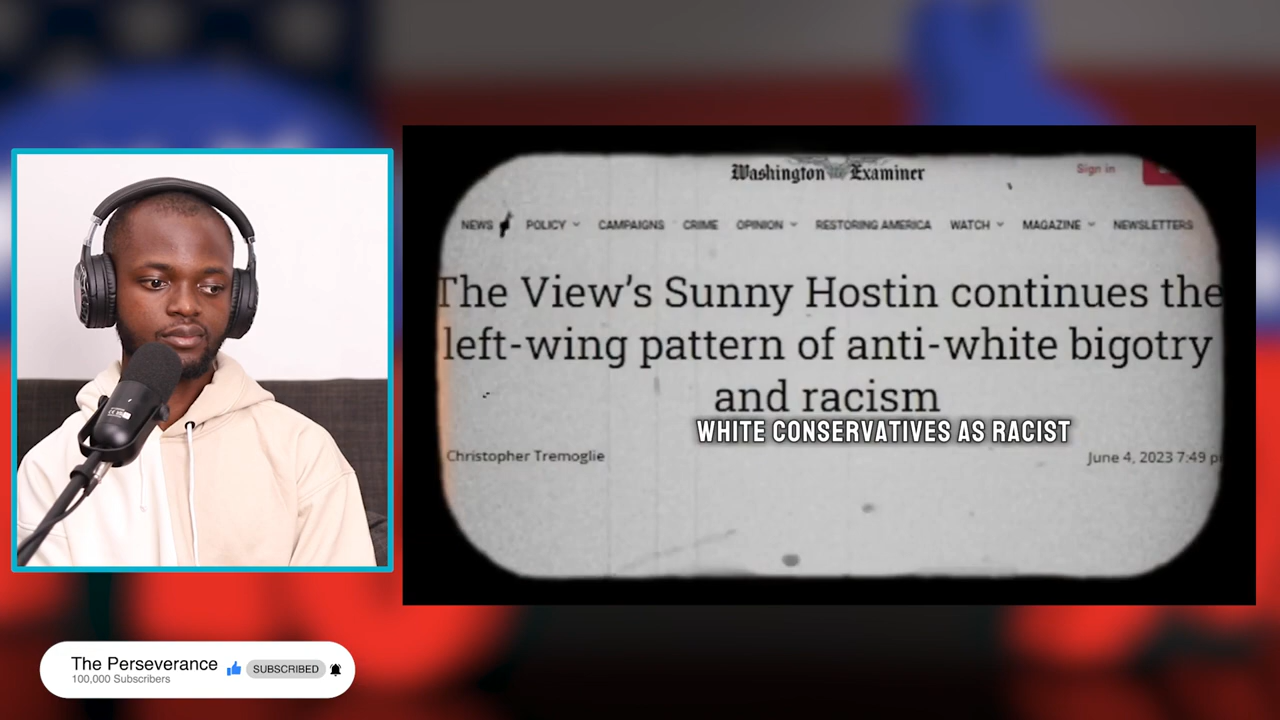 Washington Examiner
Sign in
NEWS POLICY CAMPAIGNS CRIME OPINION RESTORING AMERICA WATCH MAGAZINE NEWSLETTERS
The View's Sunny Hostin continues the
left-wing pattern of anti-white bigotry
and racism
WHITE CONSERVATIVES AS RACIST
Christopher Tremoglie
June 4, 2023 7:49
The Perseverance
SUBSCRIBED
100,000 Subscribers